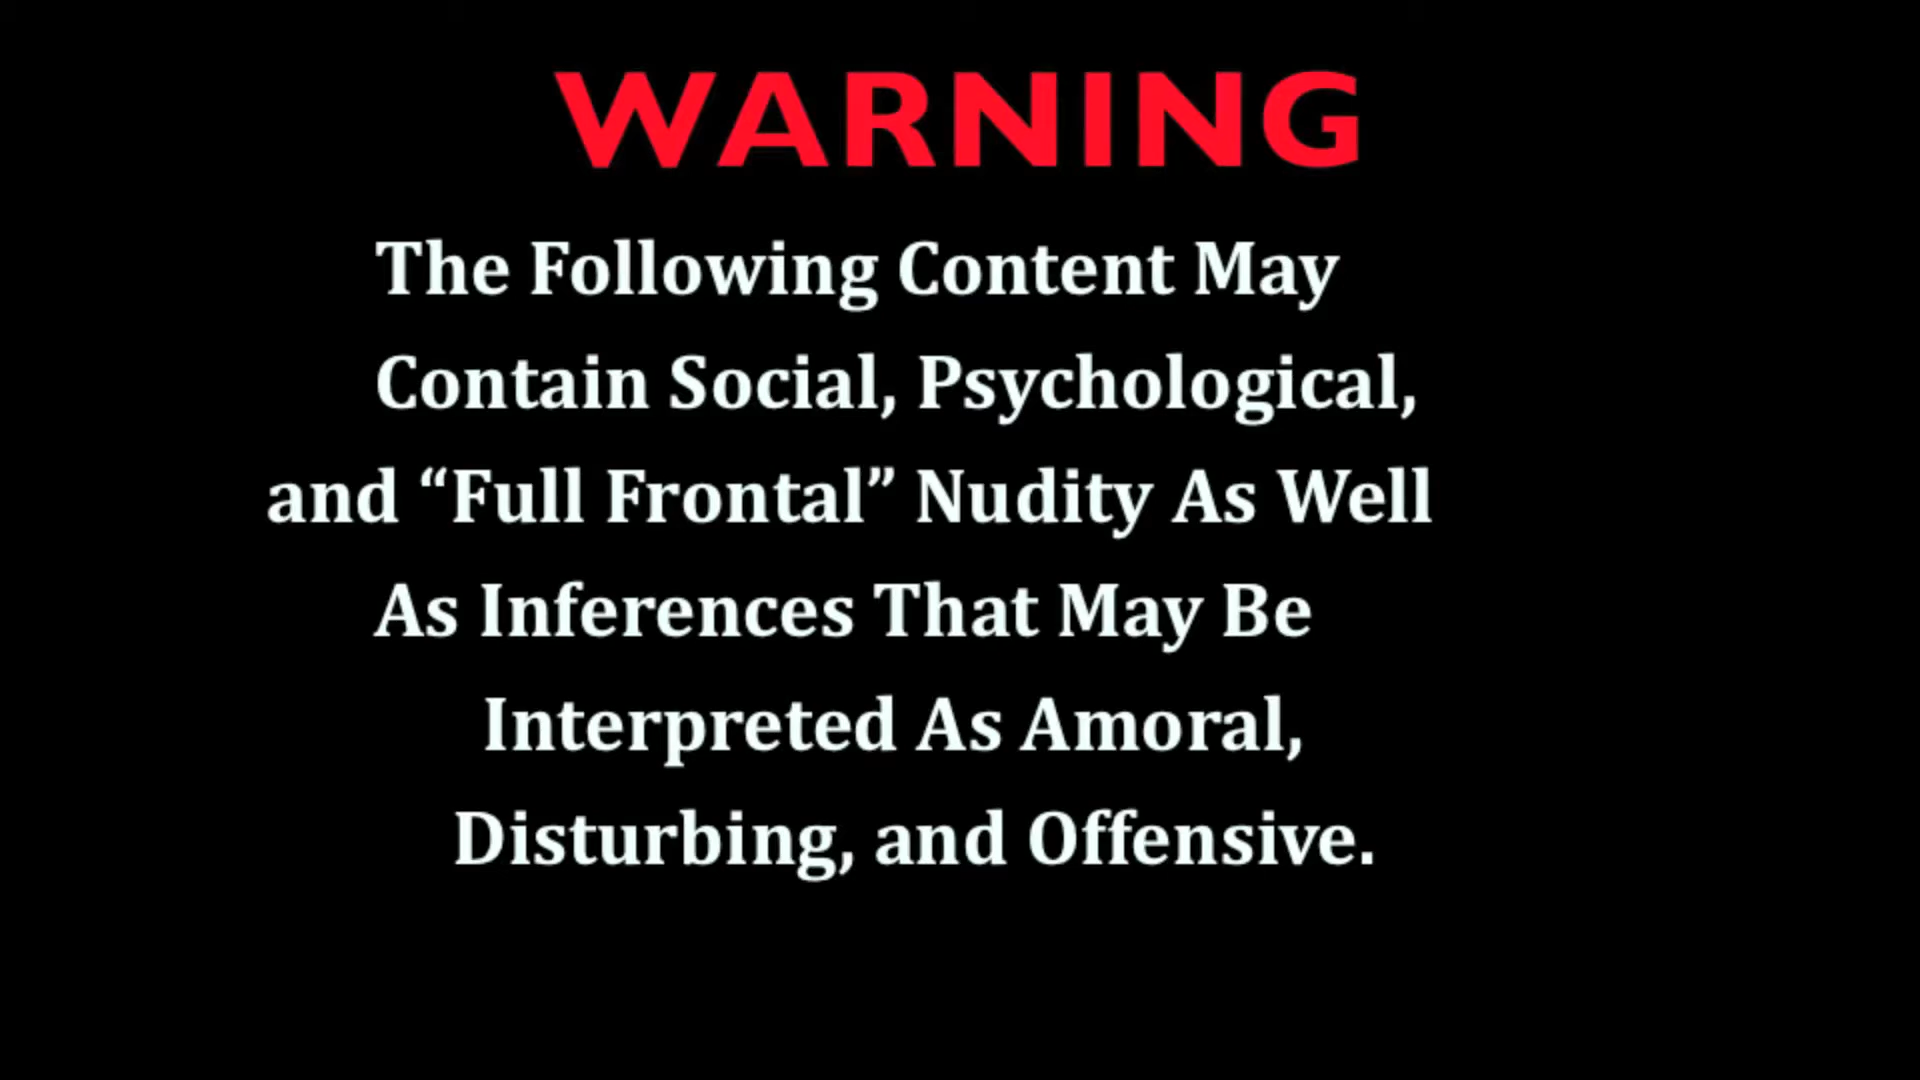 WARNING
The Following Content May
Contain Social, Psychological,
and “Full Frontal” Nudity As Well
As Inferences That May Be
Interpreted As Amoral,
Disturbing, and Offensive.